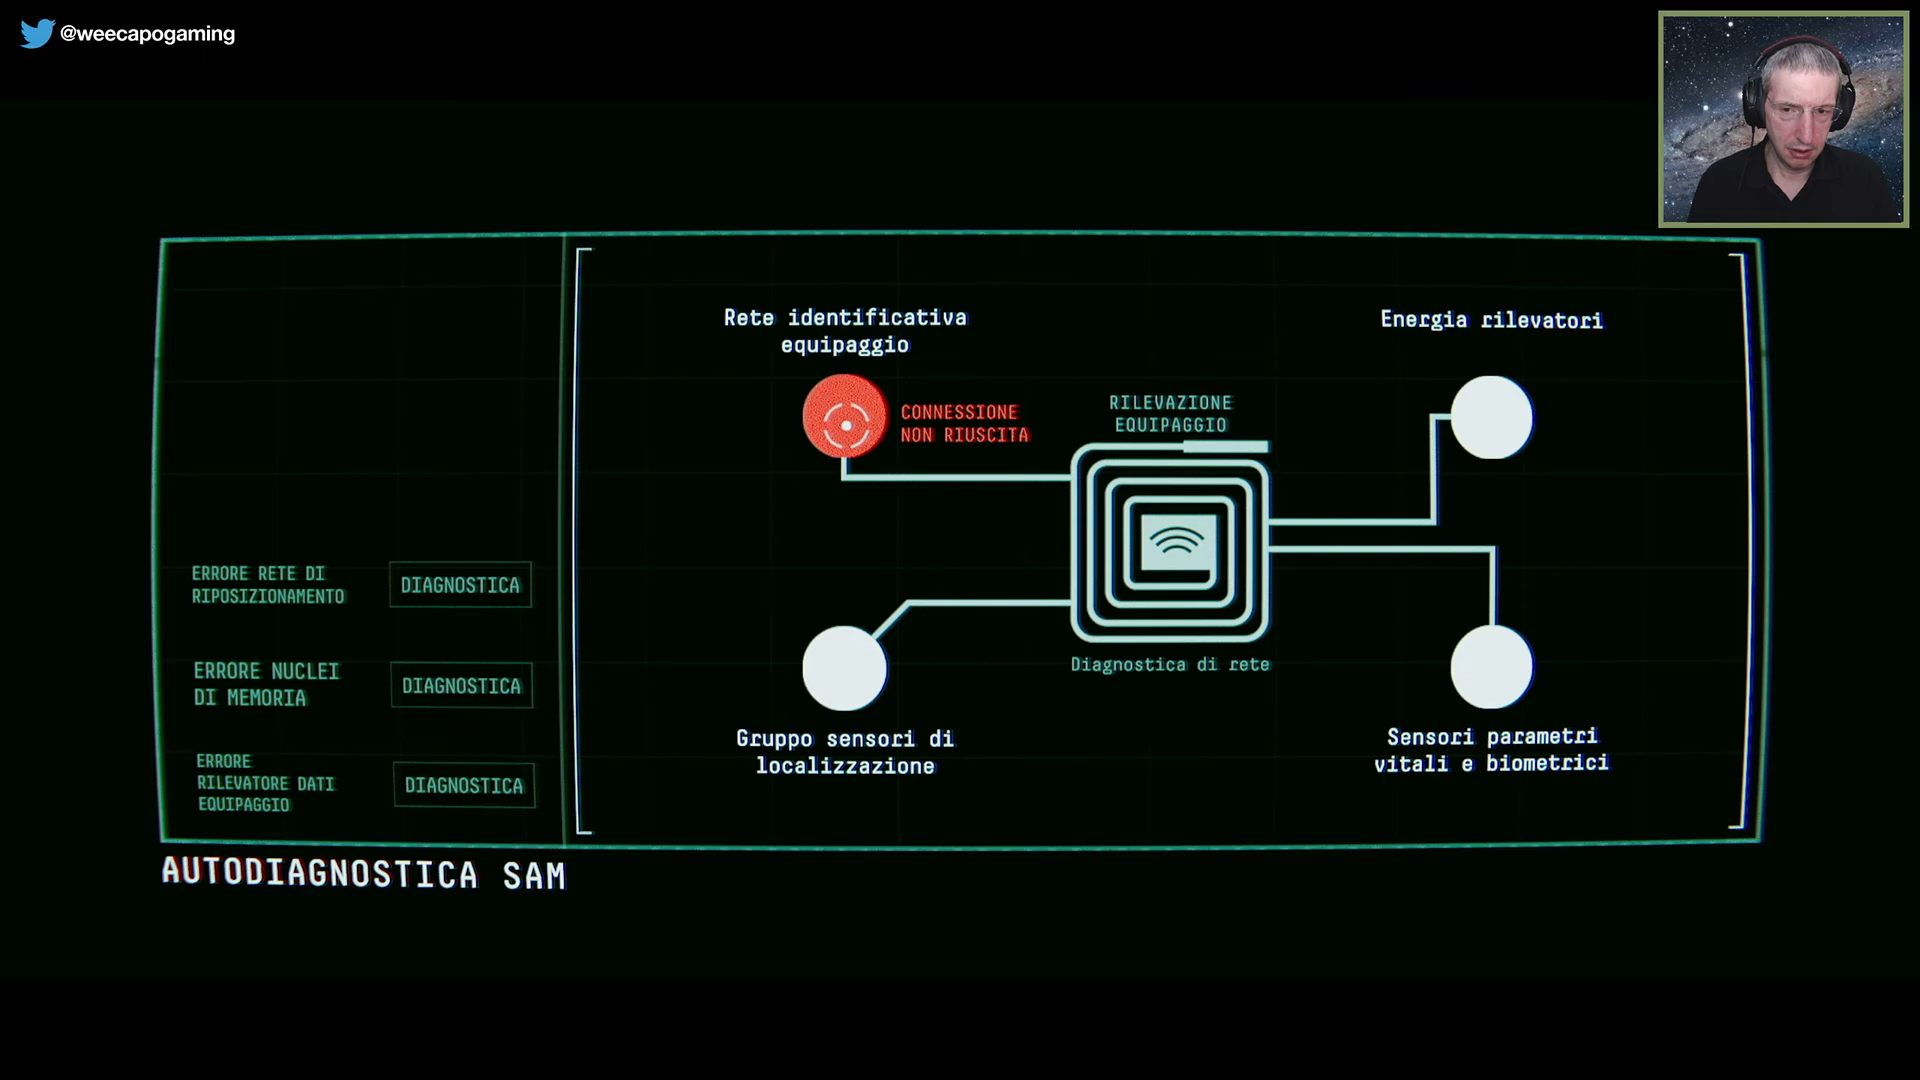 @weecapogaming
Rete identificativa
equipaggio
Energia rilevatori
CONNESSIONE
NON RIUSCITA
RILEVAZIONE
EQUIPAGGIO
ERRORE RETE DI
RIPOSIZIONAMENTO
DIAGNOSTICA
ERRORE NUCLEI
DI MEMORIA
DIAGNOSTICA
ERRORE
RILEVATORE DATI
EQUIPAGGIO
DIAGNOSTICA
Diagnostica di rete
Gruppo sensori di
localizzazione
Sensori parametri
vitali e biometrici
AUTODIAGNOSTICA SAM